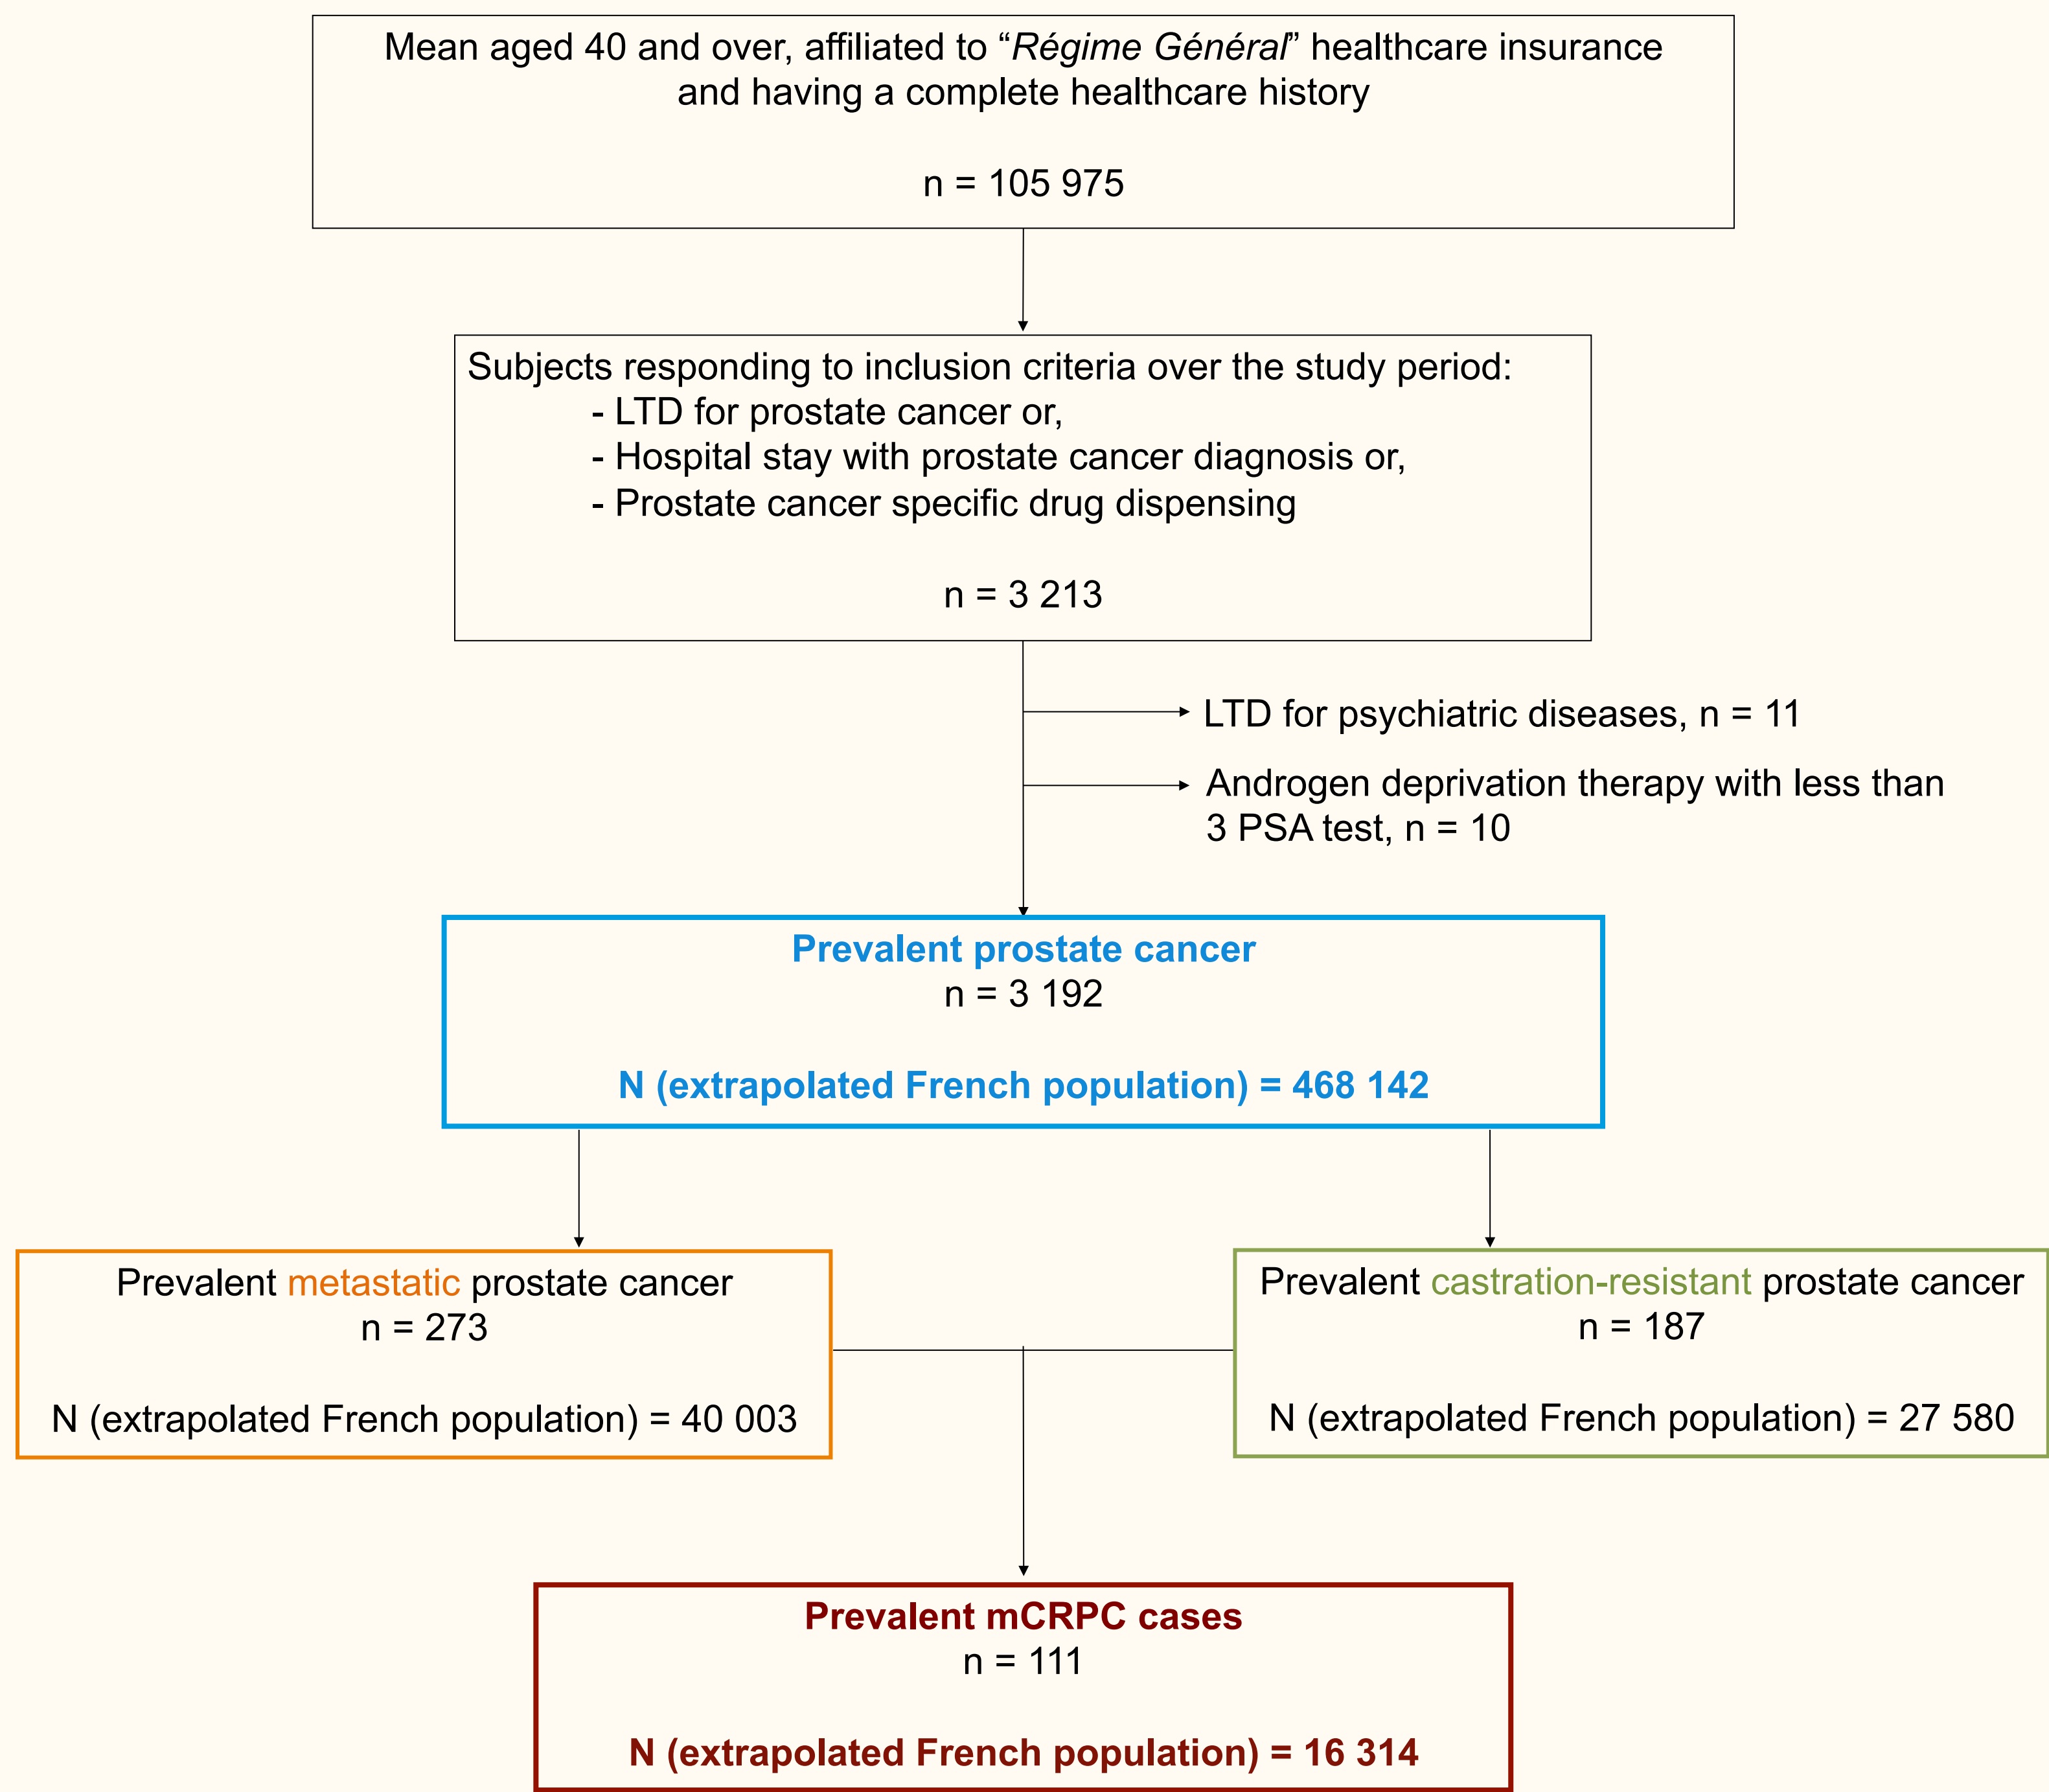 Mean aged 40 and over, affiliated to “Régime Général” healthcare insurance
and having a complete healthcare history
n = 105 975
Subjects responding to inclusion criteria over the study period:
- LTD for prostate cancer or,
- Hospital stay with prostate cancer diagnosis or,
- Prostate cancer specific drug dispensing
n = 3 213
LTD for psychiatric diseases, n = 11
Androgen deprivation therapy with less than
3 PSA test, n = 10
Prevalent prostate cancer
n = 3 192
N (extrapolated French population) = 468 142
Prevalent metastatic prostate cancer
n = 273
N (extrapolated French population) = 40 003
Prevalent castration-resistant prostate cancer
n = 187
N (extrapolated French population) = 27 580
Prevalent mCRPC cases
n = 111
N (extrapolated French population) = 16 314